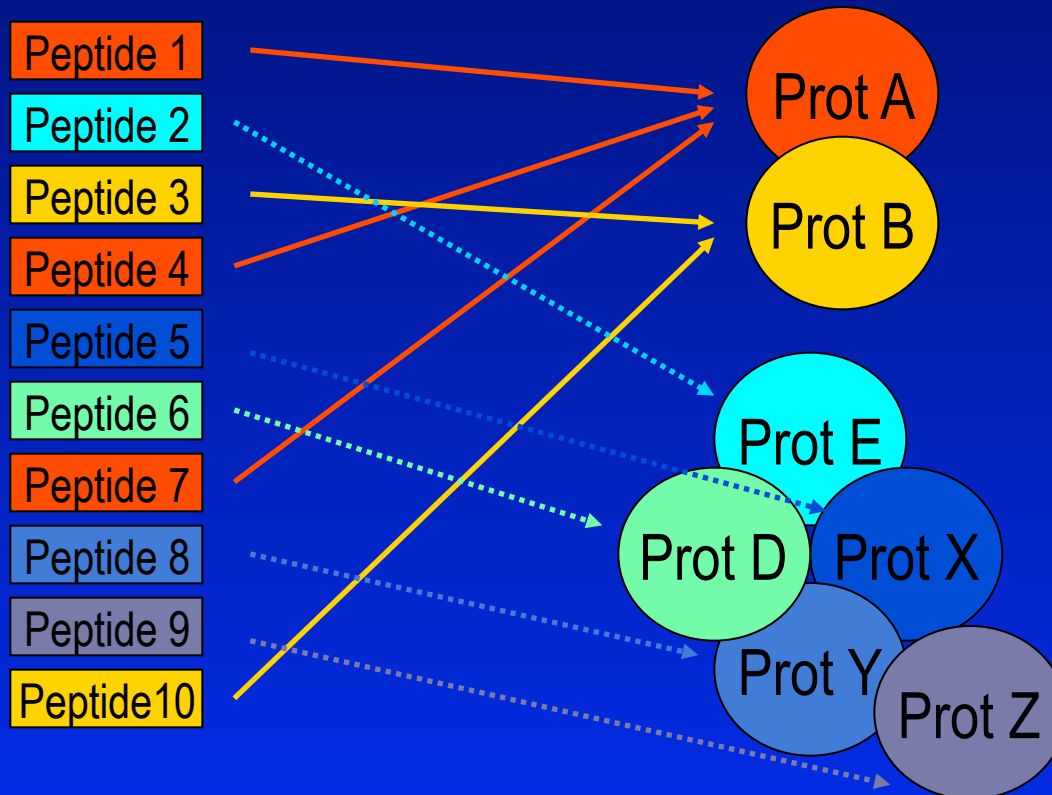 Peptide 1
Peptide 2
Peptide 3
Peptide 4
Peptide 5
Peptide 6
Peptide 7
Peptide 8
Peptide 9
Peptide10
Prot A
Prot B
Prot E
Prot D
Prot X
Prot Y
Prot Z